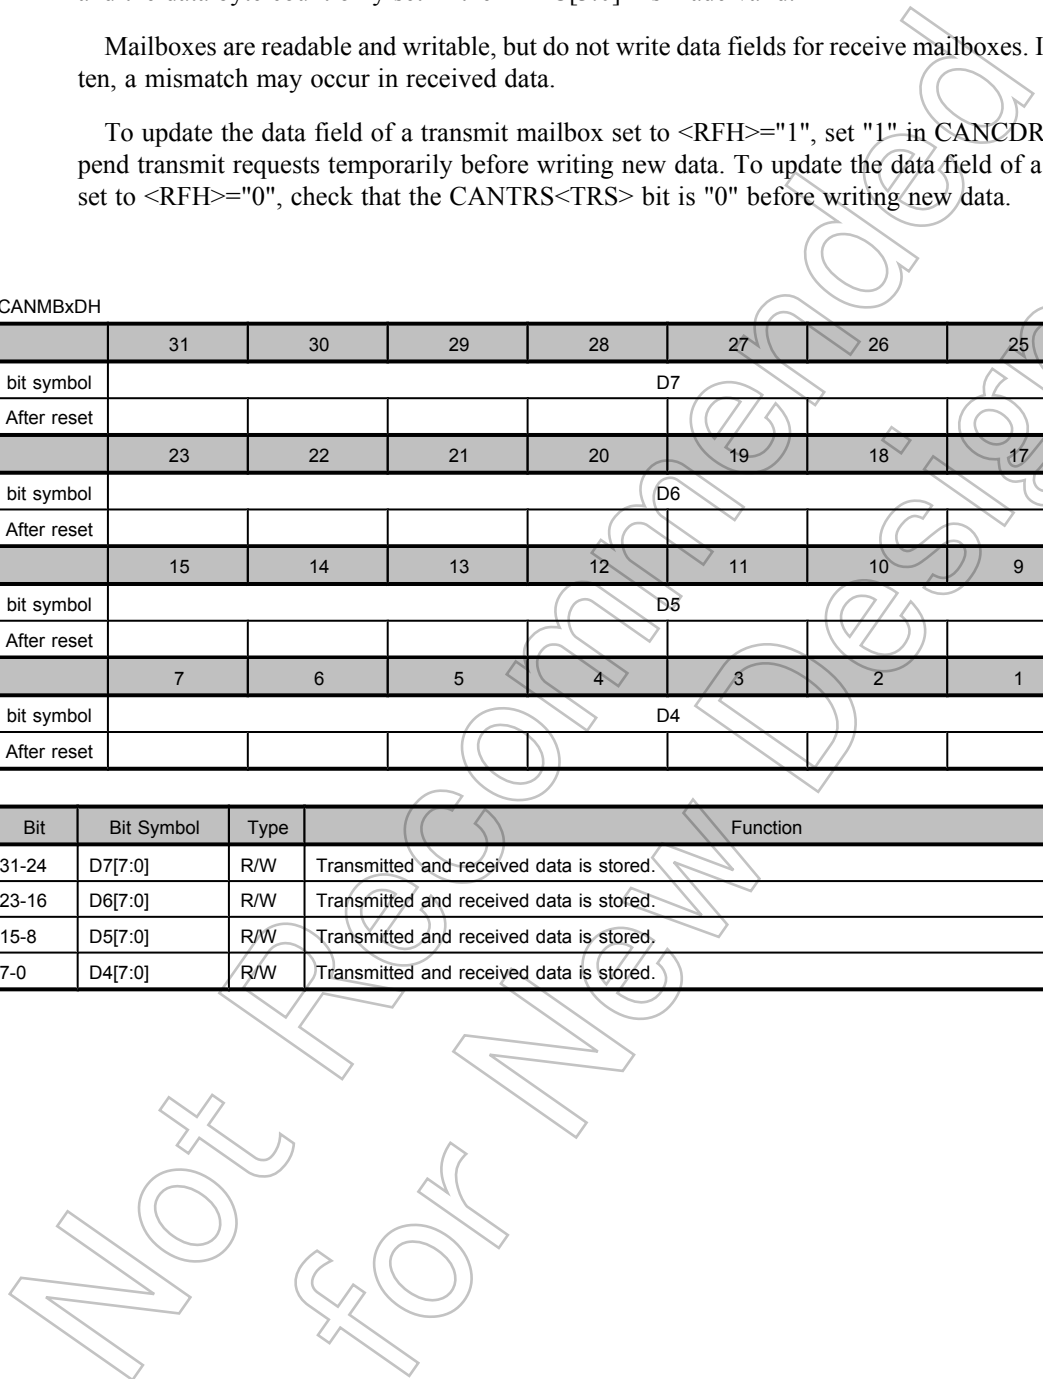 Mailboxes are readable and writable, but do not write data fields for receive mailboxes. I
ten, a mismatch may occur in received data.
To update the data field of a transmit mailbox set to <RFH>="1", set "1" in CANCDR
pend transmit requests temporarily before writing new data. To update the data field of a
set to <RFH>="0", check that the CANTRS<TRS> bit is "0" before writing new data.
CANMBxDH
31 30 29 28 27 26 25
bit symbol D7
After reset
23 22 21 20 19 18 17
bit symbol D6
After reset
15 14 13 12 11 10 9
bit symbol D5
After reset
7 6 5 4 3 2 1
bit symbol D4
After reset
Bit Bit Symbol Type Function
31-24 D7[7:0] R/W Transmitted and received data is stored.
23-16 D6[7:0] R/W Transmitted and received data is stored.
15-8 D5[7:0] R/W Transmitted and received data is stored.
7-0 D4[7:0] R/W Transmitted and received data is stored.
Not Recommended
for New Design